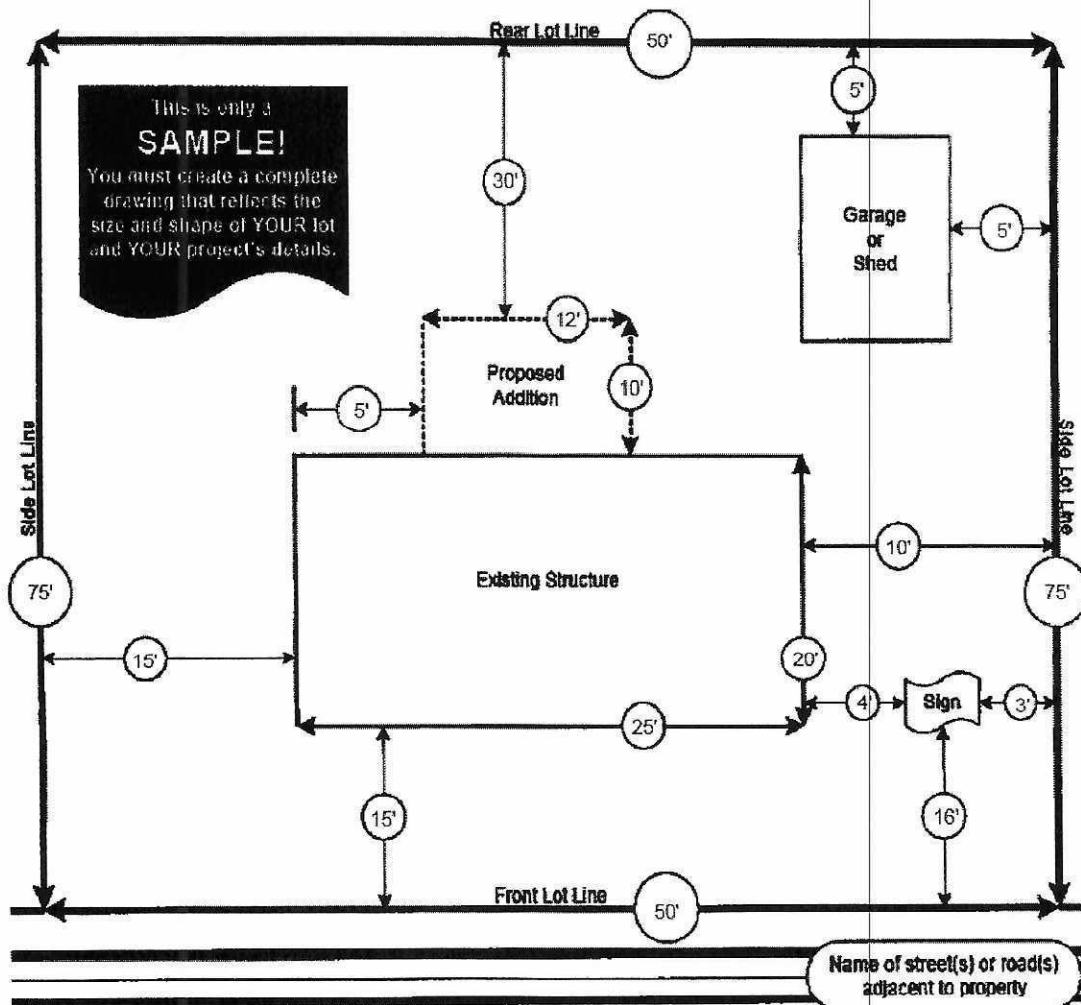 Rear Lot Line
50'
This is only a
SAMPLE!
You must create a complete
drawing that reflects the
size and shape of YOUR lot
and YOUR project's details.
5'
30'
Garage
or
Shed
5'
12'
Proposed
Addition
10'
5'
Side Lot Line
Side Lot Line
10'
Existing Structure
75'
75'
15'
20'
4'
Sign
3'
25'
15'
16'
Front Lot Line
50'
Name of street(s) or road(s)
adjacent to property